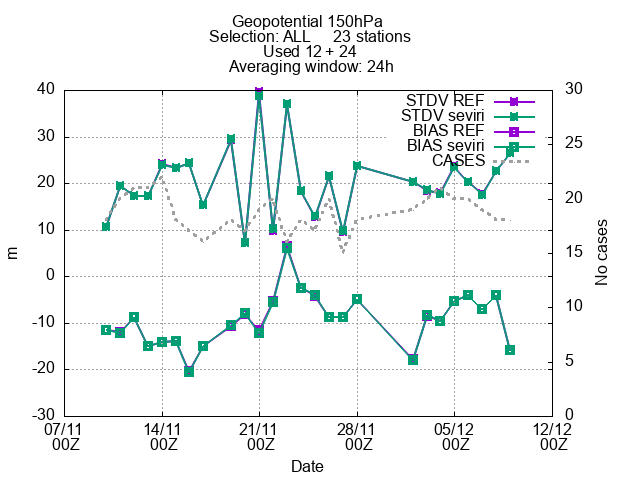 Geopotential 150hPa
Selection: ALL 23 stations
Used 12 + 24
Averaging window: 24h
STDV REF
STDV seviri
BIAS REF
BIAS seviri
CASES
40
30
20
10
0
-10
-20
-30
m
30
25
20
15
10
5
0
No cases
07/11 14/11 21/11 28/11 05/12 12/12
00Z 00Z 00Z 00Z 00Z 00Z
Date